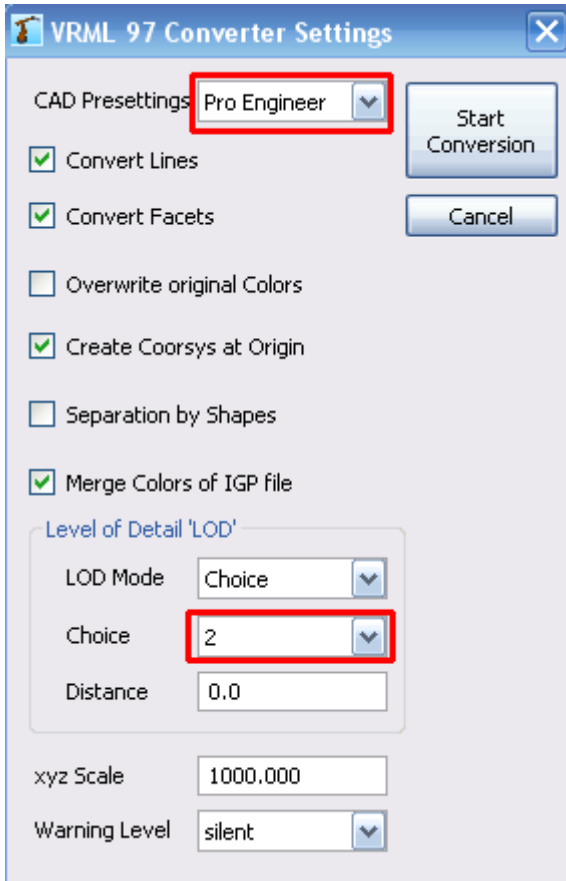 VRML 97 Converter Settings
CAD Presettings Pro Engineer
Start
Conversion
Convert Lines
Convert Facets
Cancel
Overwrite original Colors
Create Coorsys at Origin
Separation by Shapes
Merge Colors of IGP file
Level of Detail 'LOD'
LOD Mode Choice
Choice 2
Distance 0.0
xyz Scale 1000.000
Warning Level silent